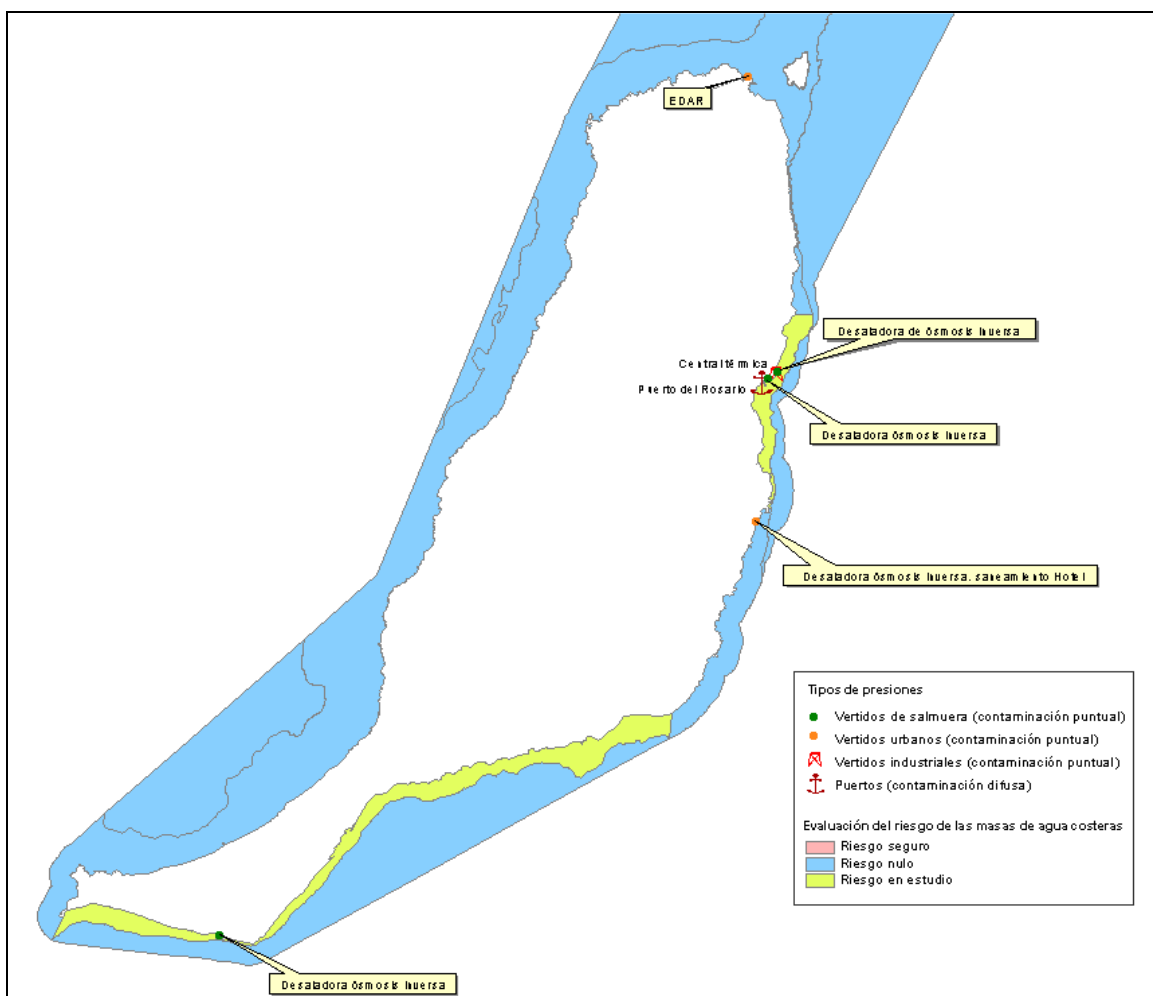 EDAR
Desaladora de ósmosis inversa
Central térmica
Puerto del Rosario
Desaladora ósmosis inversa
Desaladora ósmosis inversa. saneamiento Hotel
Tipos de presiones
Vertidos de salmuera (contaminación puntual)
Vertidos urbanos (contaminación puntual)
Vertidos industriales (contaminación puntual)
Puertos (contaminación difusa)
Evaluación del riesgo de las masas de agua costeras
Riesgo seguro
Riesgo nulo
Riesgo en estudio
Desaladora ósmosis inversa